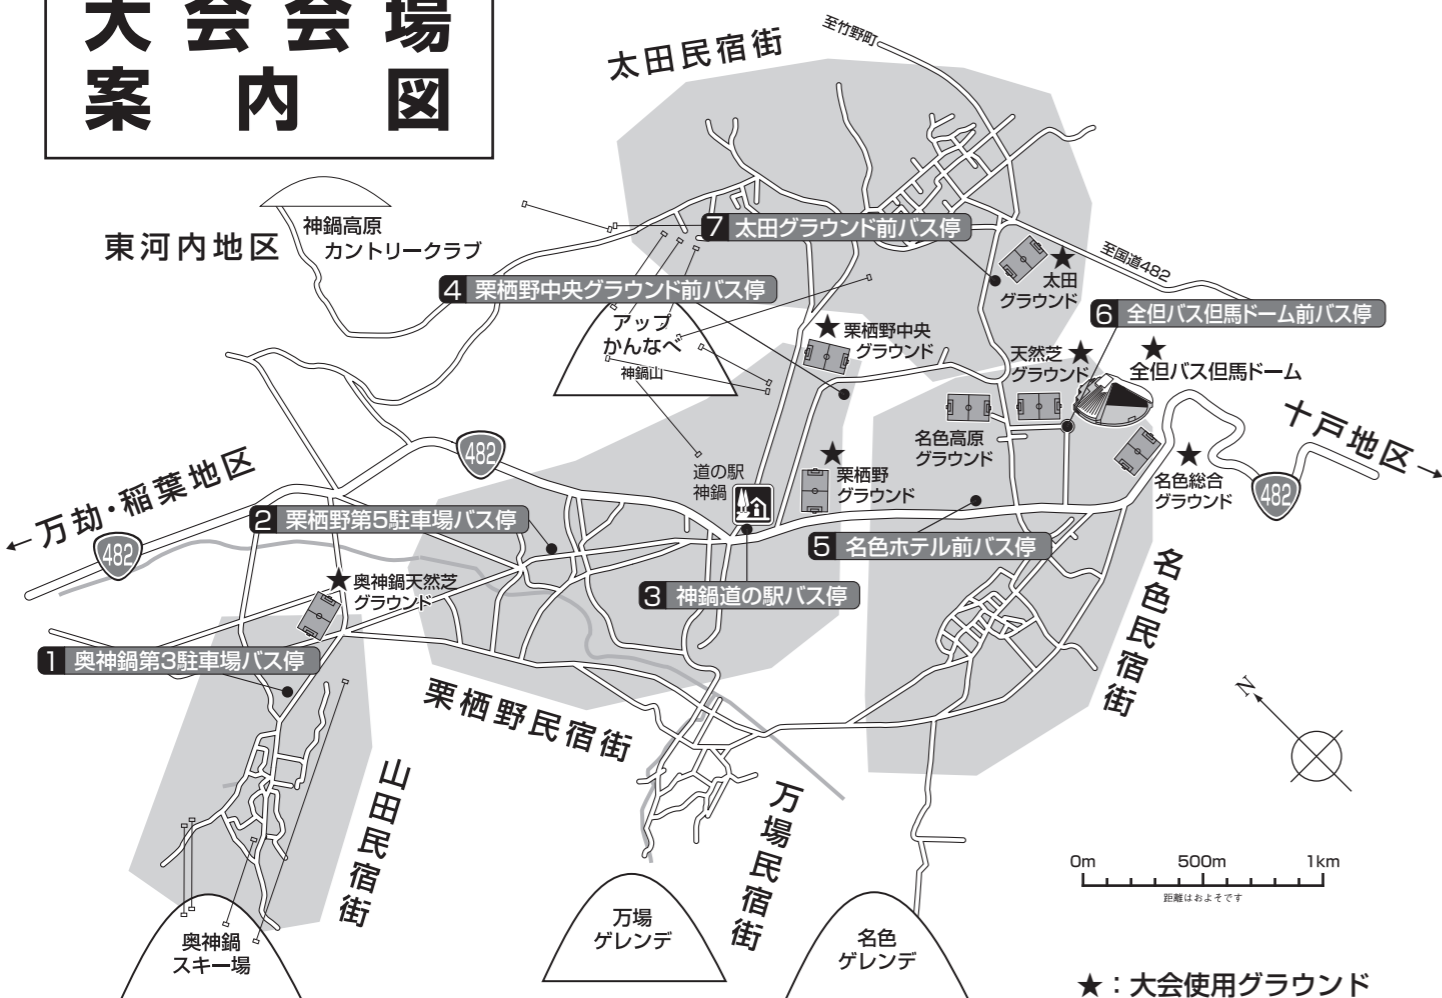 大会会場
案内図
太田民宿街
至竹野町
神鍋高原
カントリークラブ
東河内地区
7 太田グラウンド前バス停
至国道482
太田
グラウンド
4 栗栖野中央グラウンド前バス停
6 全但バス但馬ドーム前バス停
アップ
かんなべ
神鍋山
栗栖野中央
グラウンド
天然芝
グラウンド
全但バス但馬ドーム
十戸地区→
名色高原
グラウンド
482
←万劫・稲葉地区
道の駅
神鍋
栗栖野
グラウンド
名色総合
グラウンド
482
2 栗栖野第5駐車場バス停
482
5 名色ホテル前バス停
奥神鍋天然芝
グラウンド
3 神鍋道の駅バス停
名色民宿街
1 奥神鍋第3駐車場バス停
栗栖野民宿街
N
山田民宿街
万場民宿街
0m 500m 1km
距離はおよそです
万場
ゲレンデ
名色
ゲレンデ
奥神鍋
スキー場
★：大会使用グラウンド